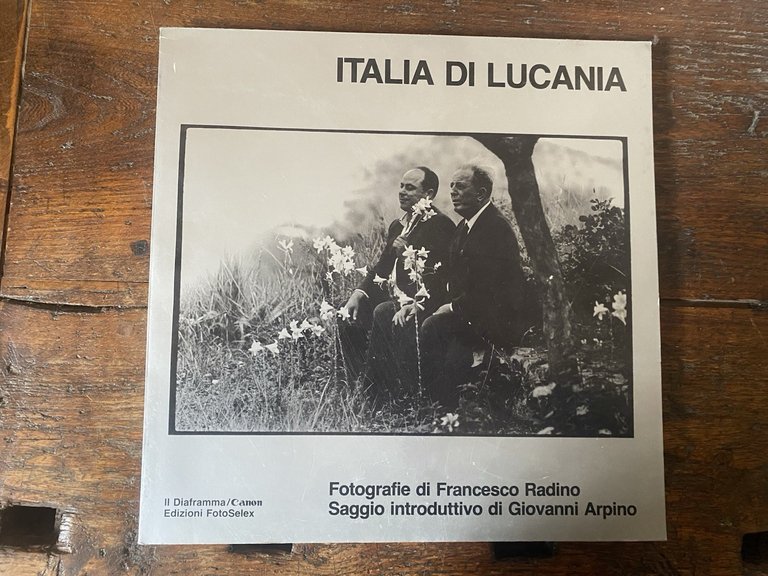 ITALIA DI LUCANIA
Il Diaframma/Canon
Edizioni FotoSelex
Fotografie di Francesco Radino
Saggio introduttivo di Giovanni Arpino